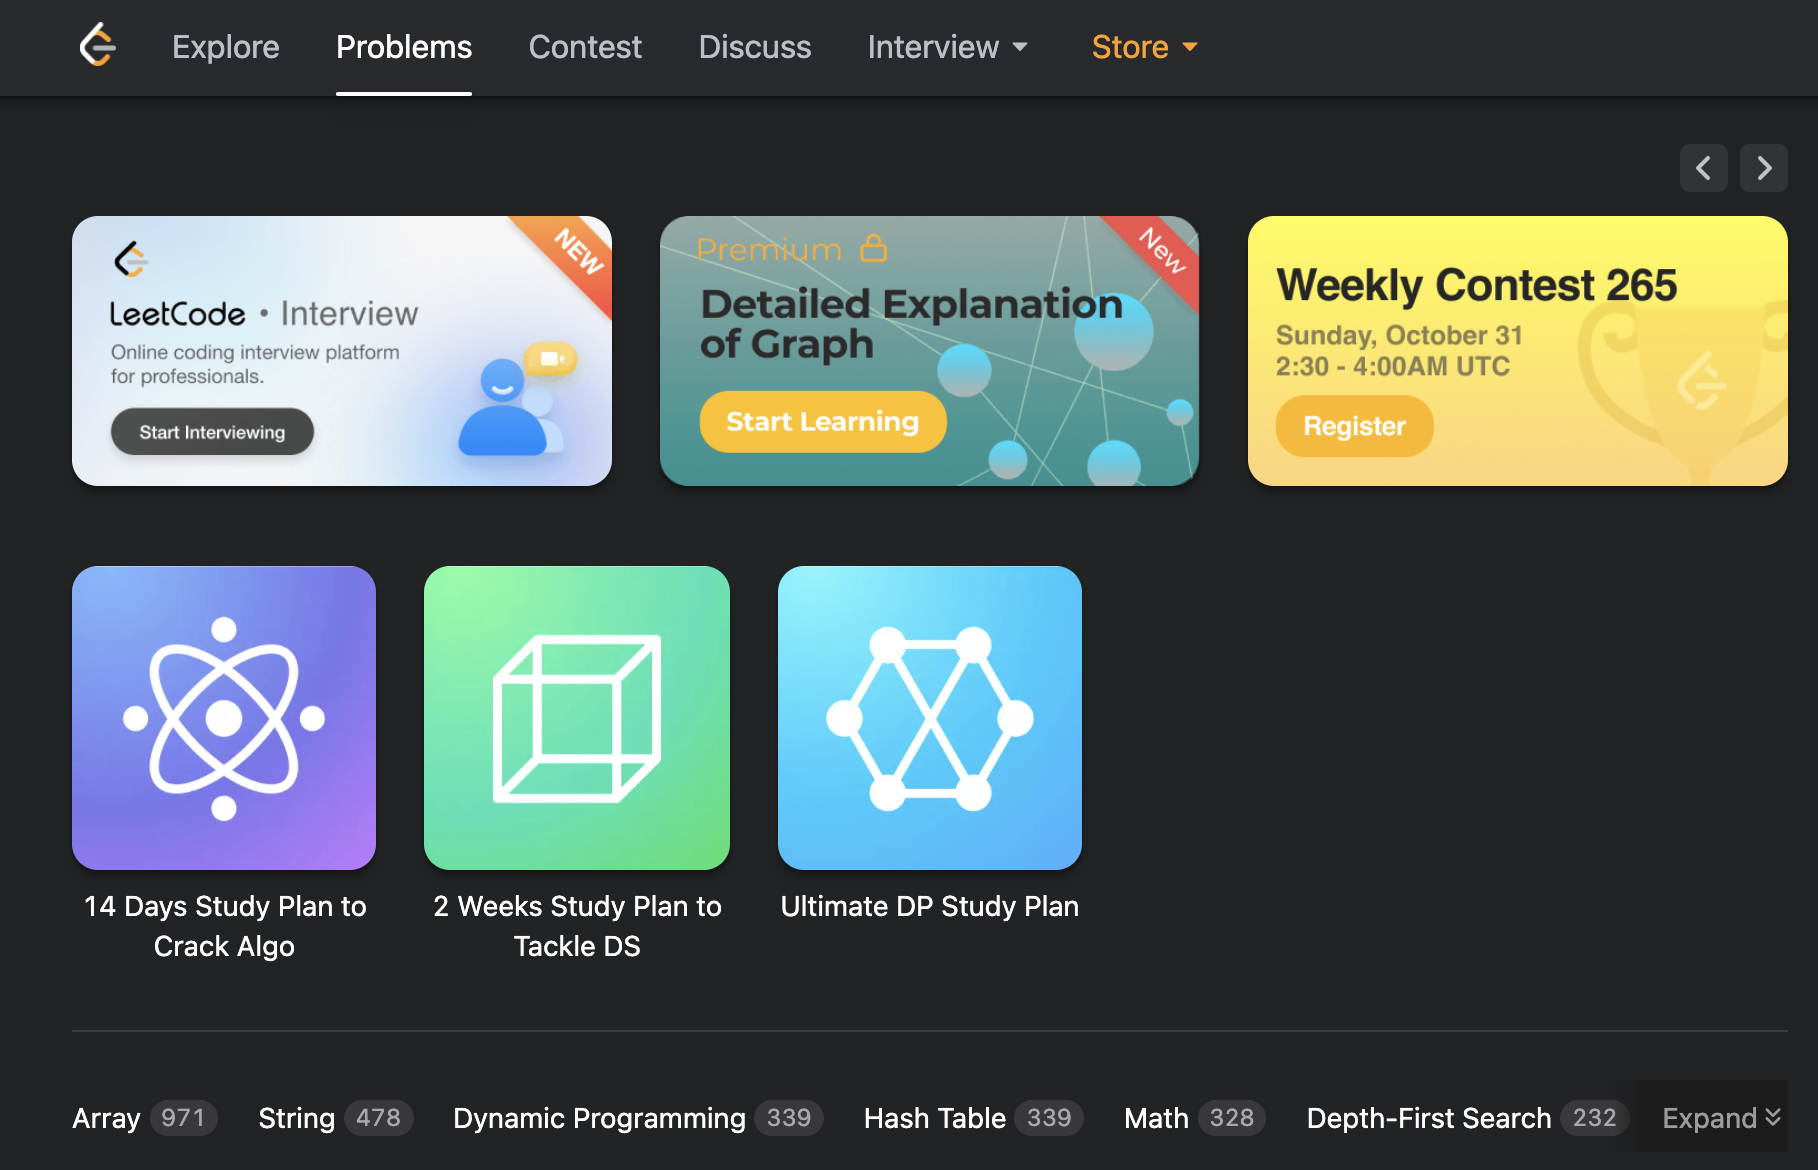 Explore Problems Contest Discuss Interview Store
NEW
LeetCode • Interview
Online coding interview platform
for professionals.
Start Interviewing
New
Premium
Detailed Explanation
of Graph
Start Learning
Weekly Contest 265
Sunday, October 31
2:30 - 4:00AM UTC
Register
14 Days Study Plan to
Crack Algo
2 Weeks Study Plan to
Tackle DS
Ultimate DP Study Plan
Array 971 String 478 Dynamic Programming 339 Hash Table 339 Math 328 Depth-First Search 232 Expand